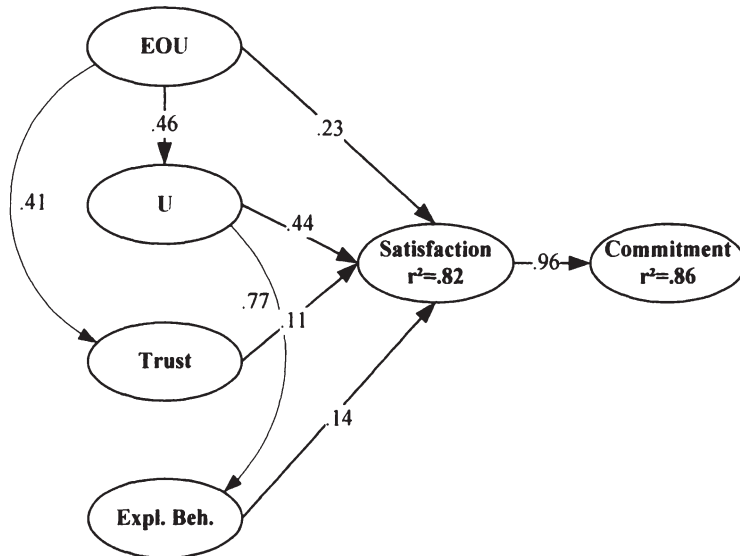 EOU
.46
.23
.41
U
.44
Satisfaction
r²=.82
.96
Commitment
r²=.86
.77
.11
Trust
.14
Expl. Beh.